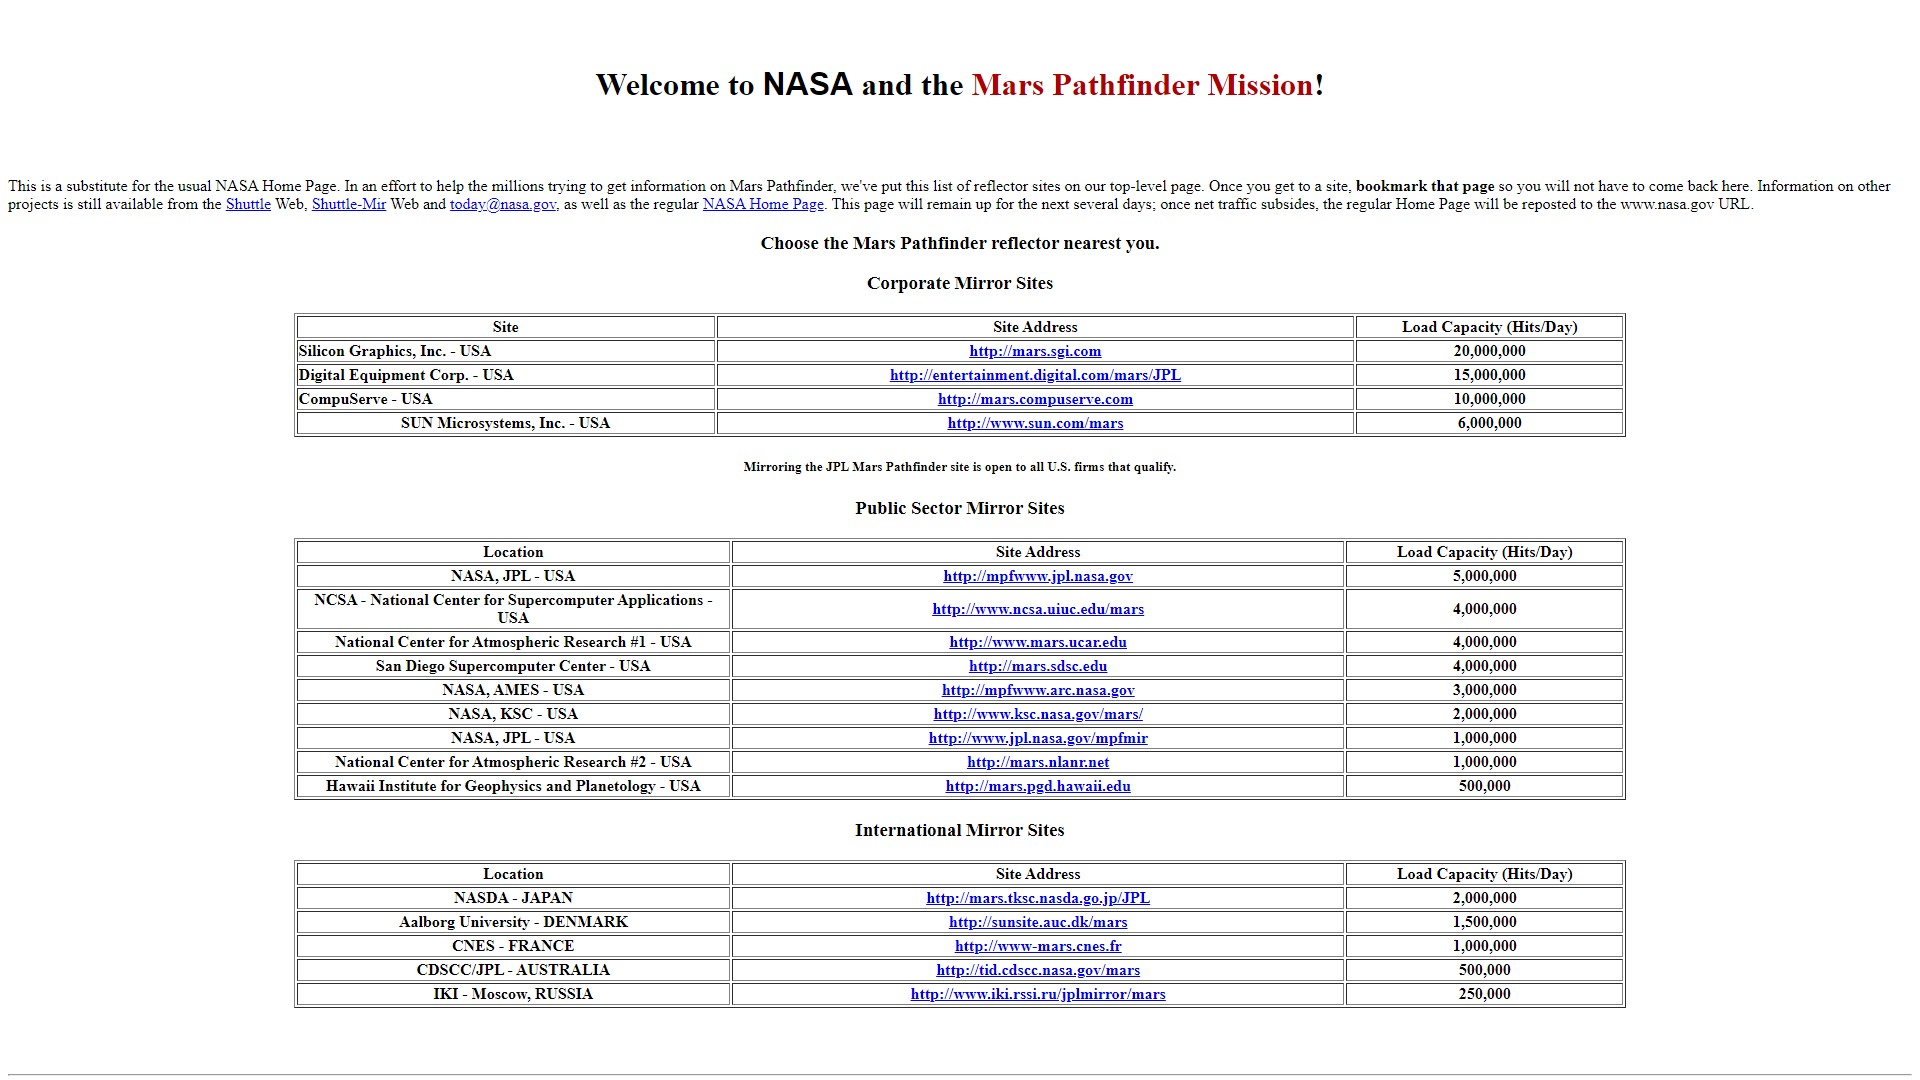 Welcome to NASA and the Mars Pathfinder Mission!
This is a substitute for the usual NASA Home Page. In an effort to help the millions trying to get information on Mars Pathfinder, we've put this list of reflector sites on our top-level page. Once you get to a site, bookmark that page so you will not have to come back here. Information on other
projects is still available from the Shuttle Web, Shuttle-Mir Web and today@nasa.gov, as well as the regular NASA Home Page. This page will remain up for the next several days; once net traffic subsides, the regular Home Page will be reposted to the www.nasa.gov URL.
Choose the Mars Pathfinder reflector nearest you.
Corporate Mirror Sites
Site Site Address Load Capacity (Hits/Day)
Silicon Graphics, Inc. - USA http://mars.sgi.com 20,000,000
Digital Equipment Corp. - USA http://entertainment.digital.com/mars/JPL 15,000,000
CompuServe - USA http://mars.compuserve.com 10,000,000
SUN Microsystems, Inc. - USA http://www.sun.com/mars 6,000,000
Mirroring the JPL Mars Pathfinder site is open to all U.S. firms that qualify.
Public Sector Mirror Sites
Location Site Address Load Capacity (Hits/Day)
NASA, JPL - USA http://mpfwww.jpl.nasa.gov 5,000,000
NCSA - National Center for Supercomputer Applications -
USA http://www.ncsa.uiuc.edu/mars 4,000,000
National Center for Atmospheric Research #1 - USA http://www.mars.ucar.edu 4,000,000
San Diego Supercomputer Center - USA http://mars.sdsc.edu 4,000,000
NASA, AMES - USA http://mpfwww.arc.nasa.gov 3,000,000
NASA, KSC - USA http://www.ksc.nasa.gov/mars/ 2,000,000
NASA, JPL - USA http://www.jpl.nasa.gov/mpfmir 1,000,000
National Center for Atmospheric Research #2 - USA http://mars.nlanr.net 1,000,000
Hawaii Institute for Geophysics and Planetology - USA http://mars.pgd.hawaii.edu 500,000
International Mirror Sites
Location Site Address Load Capacity (Hits/Day)
NASDA - JAPAN http://mars.tksc.nasda.go.jp/JPL 2,000,000
Aalborg University - DENMARK http://sunsite.auc.dk/mars 1,500,000
CNES - FRANCE http://www-mars.cnes.fr 1,000,000
CDSCC/JPL - AUSTRALIA http://tid.cdscc.nasa.gov/mars 500,000
IKI - Moscow, RUSSIA http://www.iki.rssi.ru/jplmirror/mars 250,000